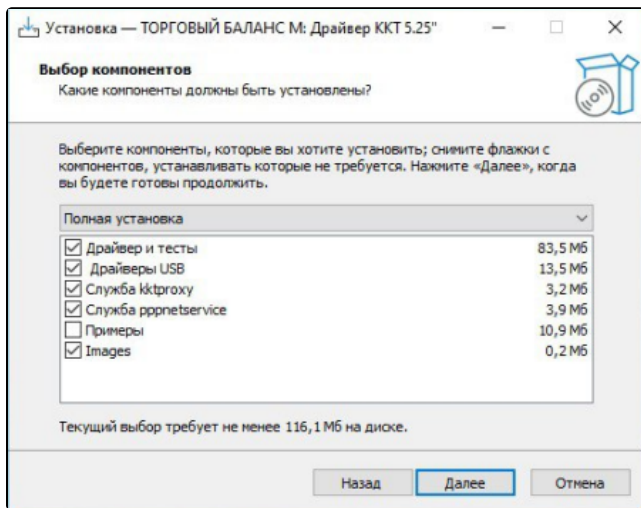 Установка — ТОРГОВЫЙ БАЛАНС М: Драйвер ККТ 5.25"
Выбор компонентов
Какие компоненты должны быть установлены?
Выберите компоненты, которые вы хотите установить; снимите флажки с
компонентов, устанавливать которые не требуется. Нажмите «Далее», когда
вы будете готовы продолжить.
Полная установка
Драйвер и тесты 83,5 Мб
Драйверы USB 13,5 Мб
Служба kktproxy 3,2 Мб
Служба pppnetservice 3,9 Мб
Примеры 10,9 Мб
Images 0,2 Мб
Текущий выбор требует не менее 116,1 Мб на диске.
Назад Далее Отмена